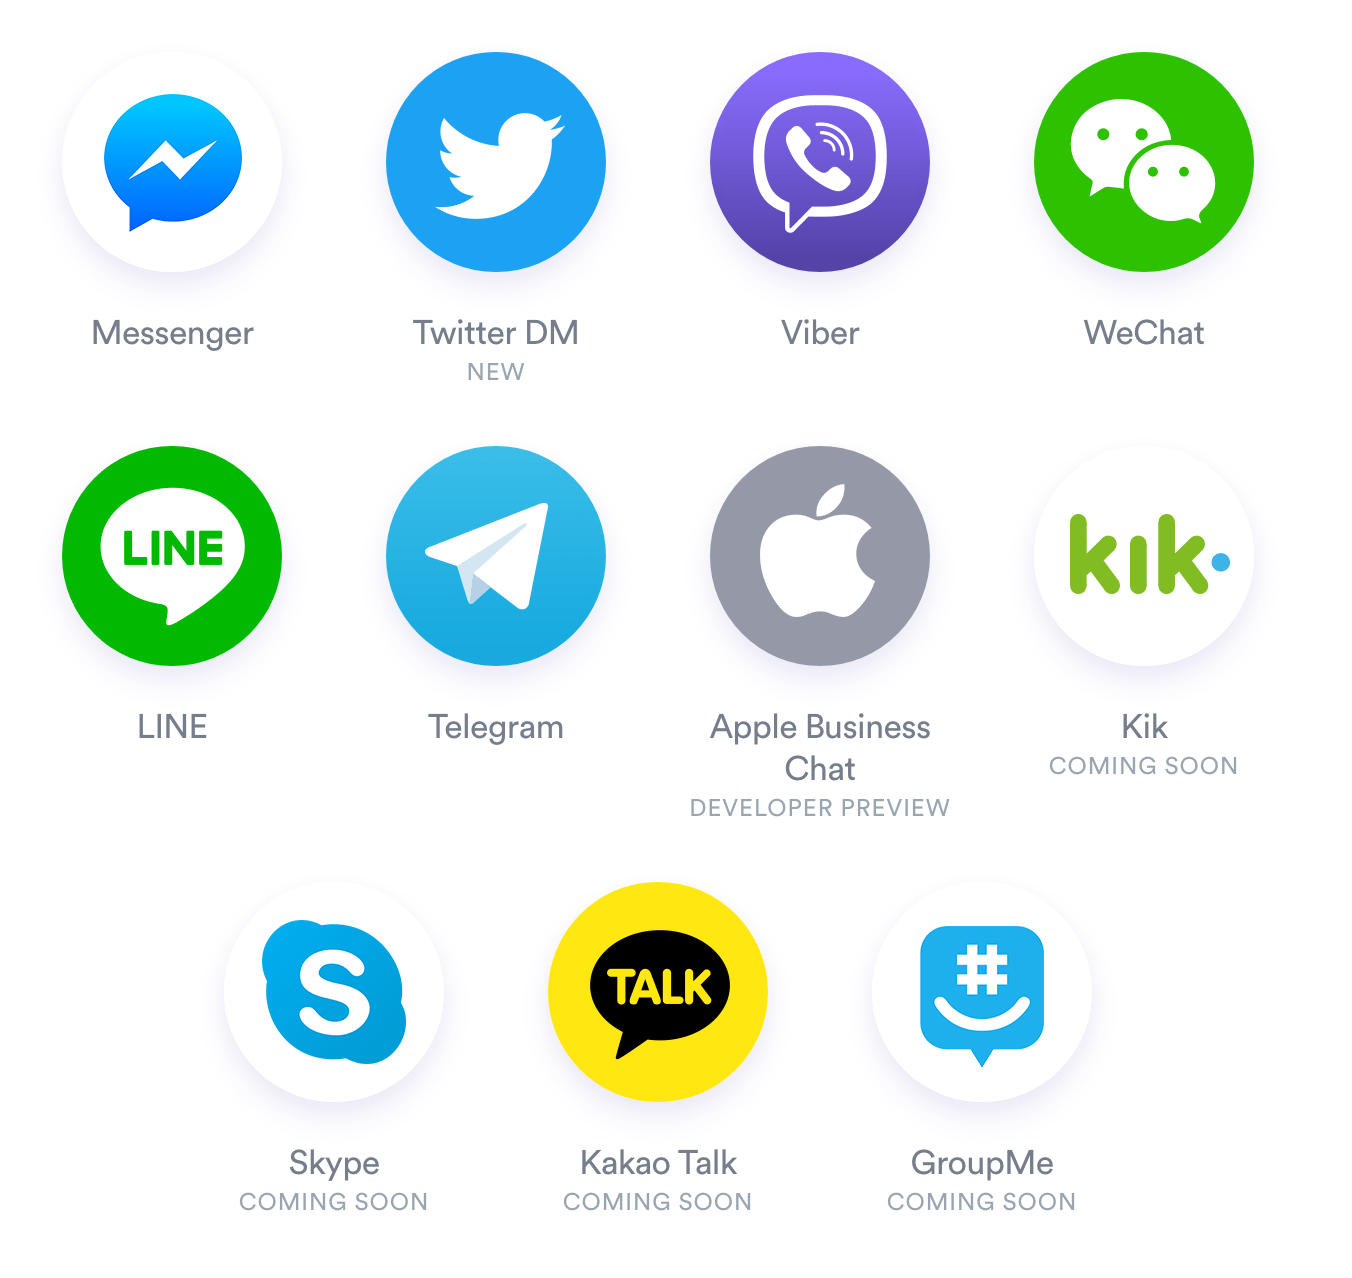 Messenger
Twitter DM
NEW
Viber
WeChat
LINE
LINE
Telegram
Apple Business
Chat
DEVELOPER PREVIEW
kik
Kik
COMING SOON
S
Skype
COMING SOON
TALK
Kakao Talk
COMING SOON
#
GroupMe
COMING SOON